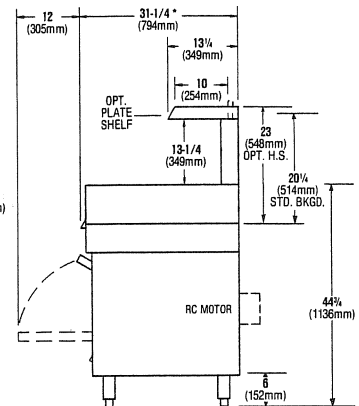 12
(305mm)
31-1/4 *
(794mm)
13¼
(349mm)
10
(254mm)
OPT.
PLATE
SHELF
13-1/4
(349mm)
23
(548mm)
OPT. H.S.
20¼
(514mm)
STD. BKGD.
m)
RC MOTOR
44¾
(1136mm)
6
(152mm)